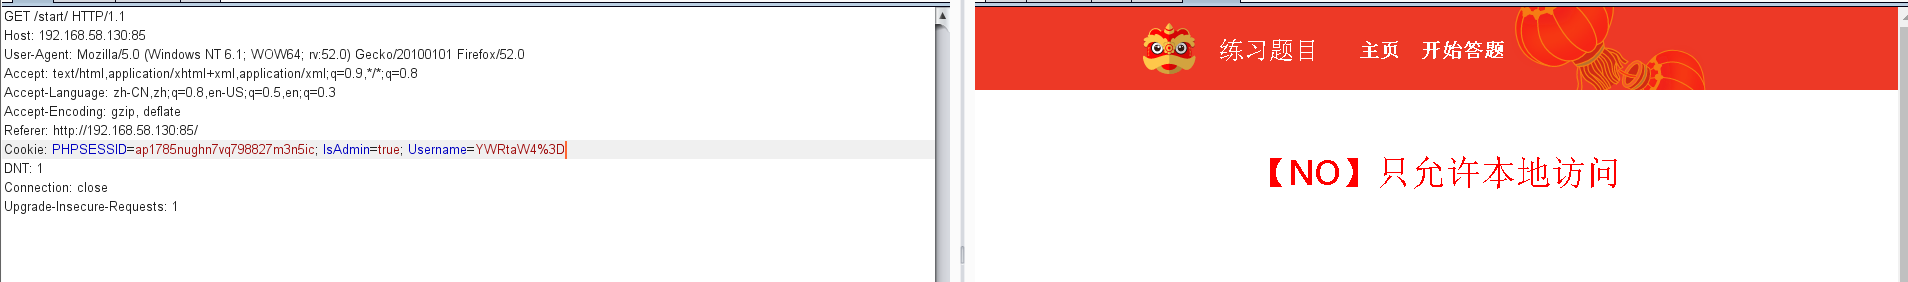 GET /start/ HTTP/1.1
Host: 192.168.58.130:85
User-Agent: Mozilla/5.0 (Windows NT 6.1; WOW64; rv:52.0) Gecko/20100101 Firefox/52.0
Accept: text/html,application/xhtml+xml,application/xml;q=0.9,*/*;q=0.8
Accept-Language: zh-CN,zh;q=0.8,en-US;q=0.5,en;q=0.3
Accept-Encoding: gzip, deflate
Referer: http://192.168.58.130:85/
Cookie: PHPSESSID=ap1785nughn7vq798827m3n5ic; IsAdmin=true; Username=YWRtaW4%3D
DNT: 1
Connection: close
Upgrade-Insecure-Requests: 1
练习题目 主页 开始答题
【NO】只允许本地访问